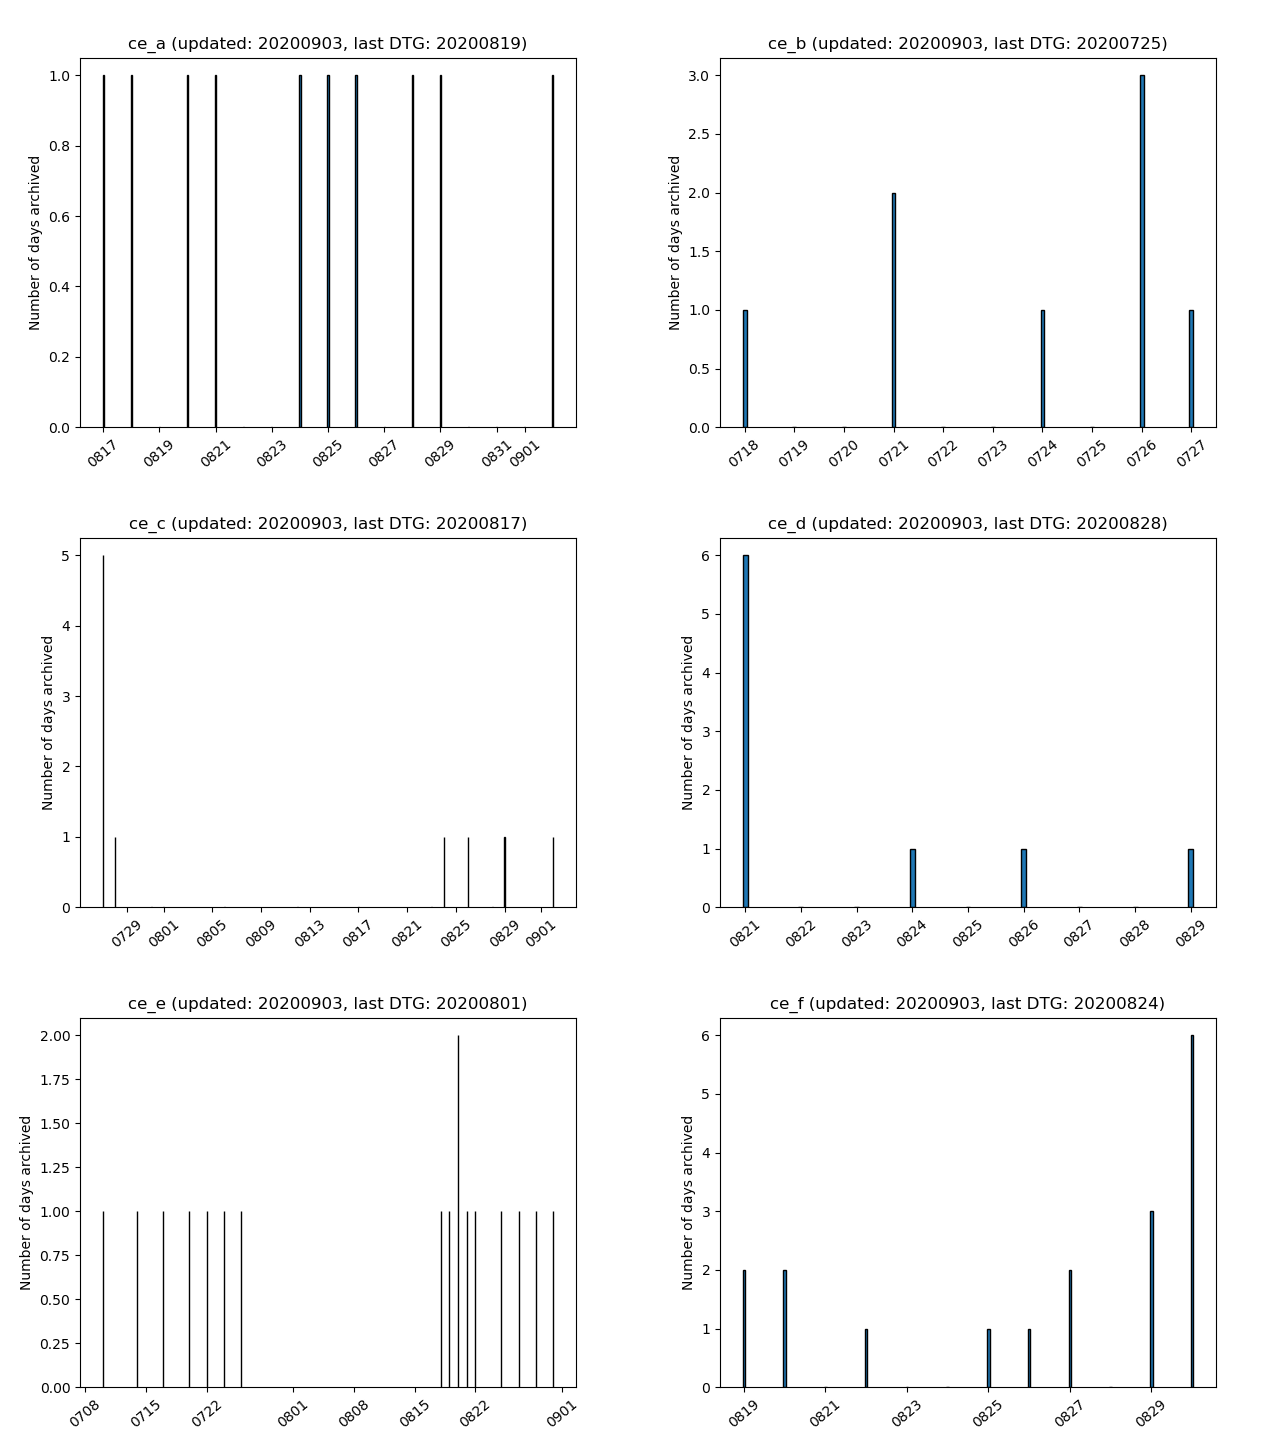 ce_a (updated: 20200903, last DTG: 20200819)
Number of days archived
1.0
0.8
0.6
0.4
0.2
0.0
0817 0819 0821 0823 0825 0827 0829 0831 0901
ce_b (updated: 20200903, last DTG: 20200725)
Number of days archived
3.0
2.5
2.0
1.5
1.0
0.5
0.0
0718 0719 0720 0721 0722 0723 0724 0725 0726 0727
ce_c (updated: 20200903, last DTG: 20200817)
Number of days archived
5
4
3
2
1
0
0729 0801 0805 0809 0813 0817 0821 0825 0829 0901
ce_d (updated: 20200903, last DTG: 20200828)
Number of days archived
6
5
4
3
2
1
0
0821 0822 0823 0824 0825 0826 0827 0828 0829
ce_e (updated: 20200903, last DTG: 20200801)
Number of days archived
2.00
1.75
1.50
1.25
1.00
0.75
0.50
0.25
0.00
0708 0715 0722 0801 0808 0815 0822 0901
ce_f (updated: 20200903, last DTG: 20200824)
Number of days archived
6
5
4
3
2
1
0
0819 0821 0823 0825 0827 0829